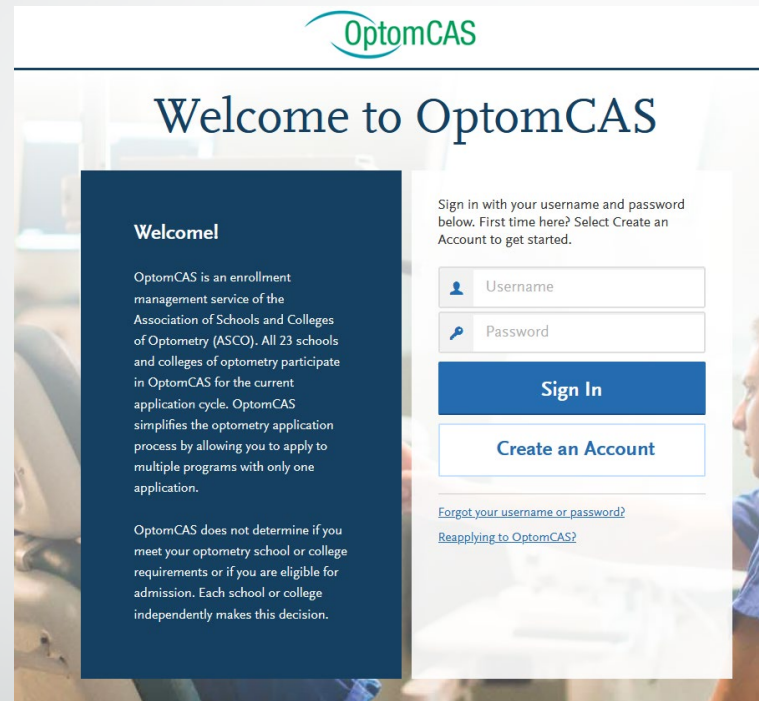 OptomCAS
Welcome to OptomCAS
Welcome!
OptomCAS is an enrollment
management service of the
Association of Schools and Colleges
of Optometry (ASCO). All 23 schools
and colleges of optometry participate
in OptomCAS for the current
application cycle. OptomCAS
simplifies the optometry application
process by allowing you to apply to
multiple programs with only one
application.
OptomCAS does not determine if you
meet your optometry school or college
requirements or if you are eligible for
admission. Each school or college
independently makes this decision.
Sign in with your username and password
below. First time here? Select Create an
Account to get started.
Username
Password
Sign In
Create an Account
Forgot your username or password?
Reapplying to OptomCAS?